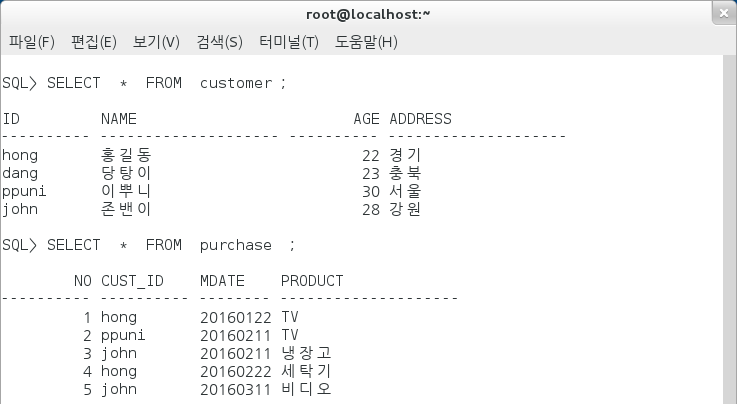 root@localhost:~
파일(F) 편집(E) 보기(V) 검색(S) 터미널(T) 도움말(H)
SQL> SELECT * FROM customer ;
ID NAME AGE ADDRESS
---------- -------------------- ---------- --------------------
hong 홍길동 22 경기
dang 당탕이 23 충북
ppuni 이뿌니 30 서울
john 존밴이 28 강원
SQL> SELECT * FROM purchase ;
NO CUST_ID MDATE PRODUCT
---------- ---------- -------- --------------------
1 hong 20160122 TV
2 ppuni 20160211 TV
3 john 20160211 냉장고
4 hong 20160222 세탁기
5 john 20160311 비디오